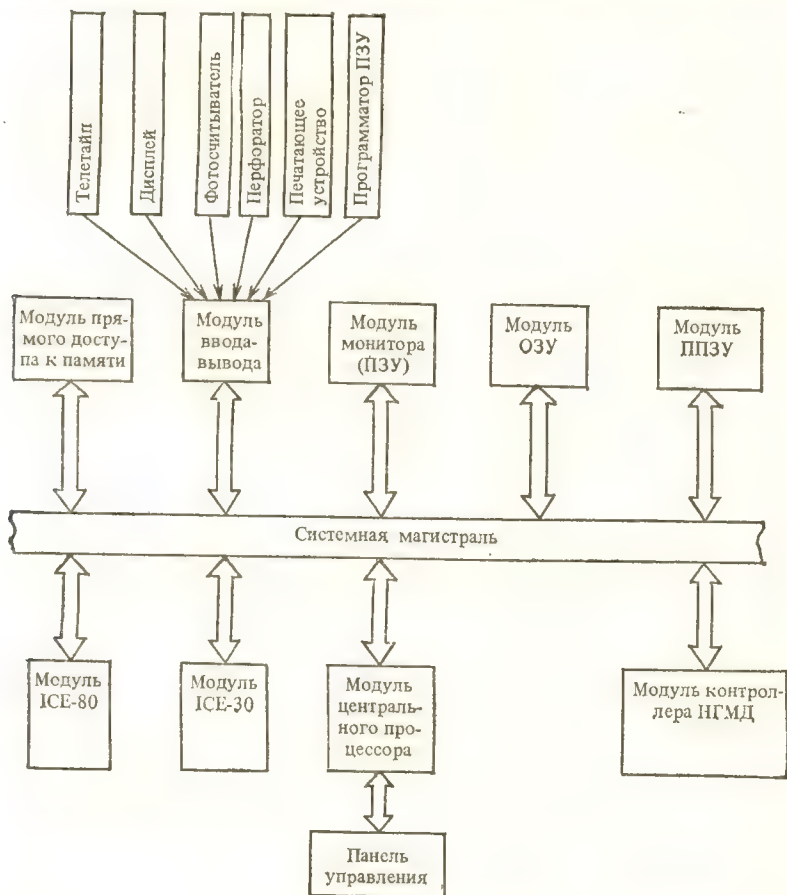 Телетайп
Дисплей
Фотосчитыватель
Перфоратор
Печатающее
устройство
Программатор ПЗУ
Модуль пря-
мого досту-
па к памяти
Модуль
ввода-
вывода
Модуль
монитора
(ПЗУ)
Модуль
ОЗУ
Модуль
ППЗУ
Системная магистраль
Модуль
ICE-80
Модуль
ICE-30
Модуль
централь-
ного про-
цессора
Модуль контрол-
лера НГМД
Панель
управления